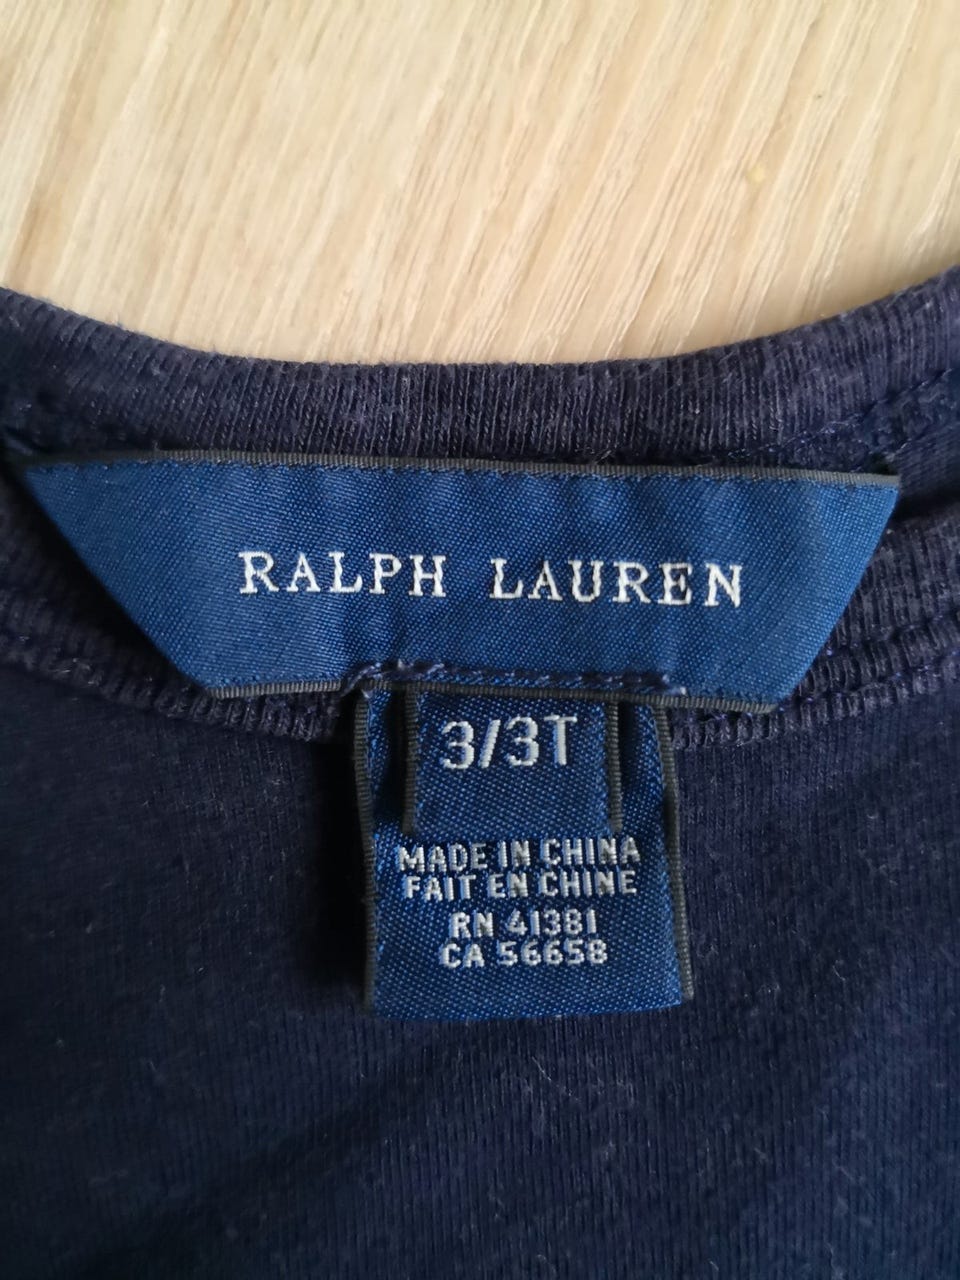 RALPH LAUREN
3/3T
MADE IN CHINA
FAIT EN CHINE
RN 41381
CA 56658